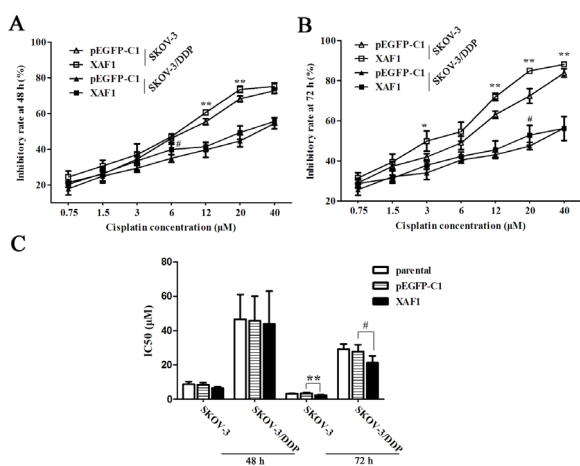 A
pEGFP-C1
XAF1
SKOV-3
pEGFP-C1
XAF1
SKOV-3/DDP
Inhibitory rate at 48 h (%)
100
80
60
40
20
** **
#
0.75 1.5 3 6 12 20 40
Cisplatin concentration (μM)
B
pEGFP-C1
XAF1
SKOV-3
pEGFP-C1
XAF1
SKOV-3/DDP
Inhibitory rate at 72 h (%)
100
80
60
40
20
* ** ** **
#
0.75 1.5 3 6 12 20 40
Cisplatin concentration (μM)
C
parental
pEGFP-C1
XAF1
IC50 (μM)
80
60
40
20
0
** #
SKOV-3 SKOV-3/DDP SKOV-3 SKOV-3/DDP
48 h 72 h